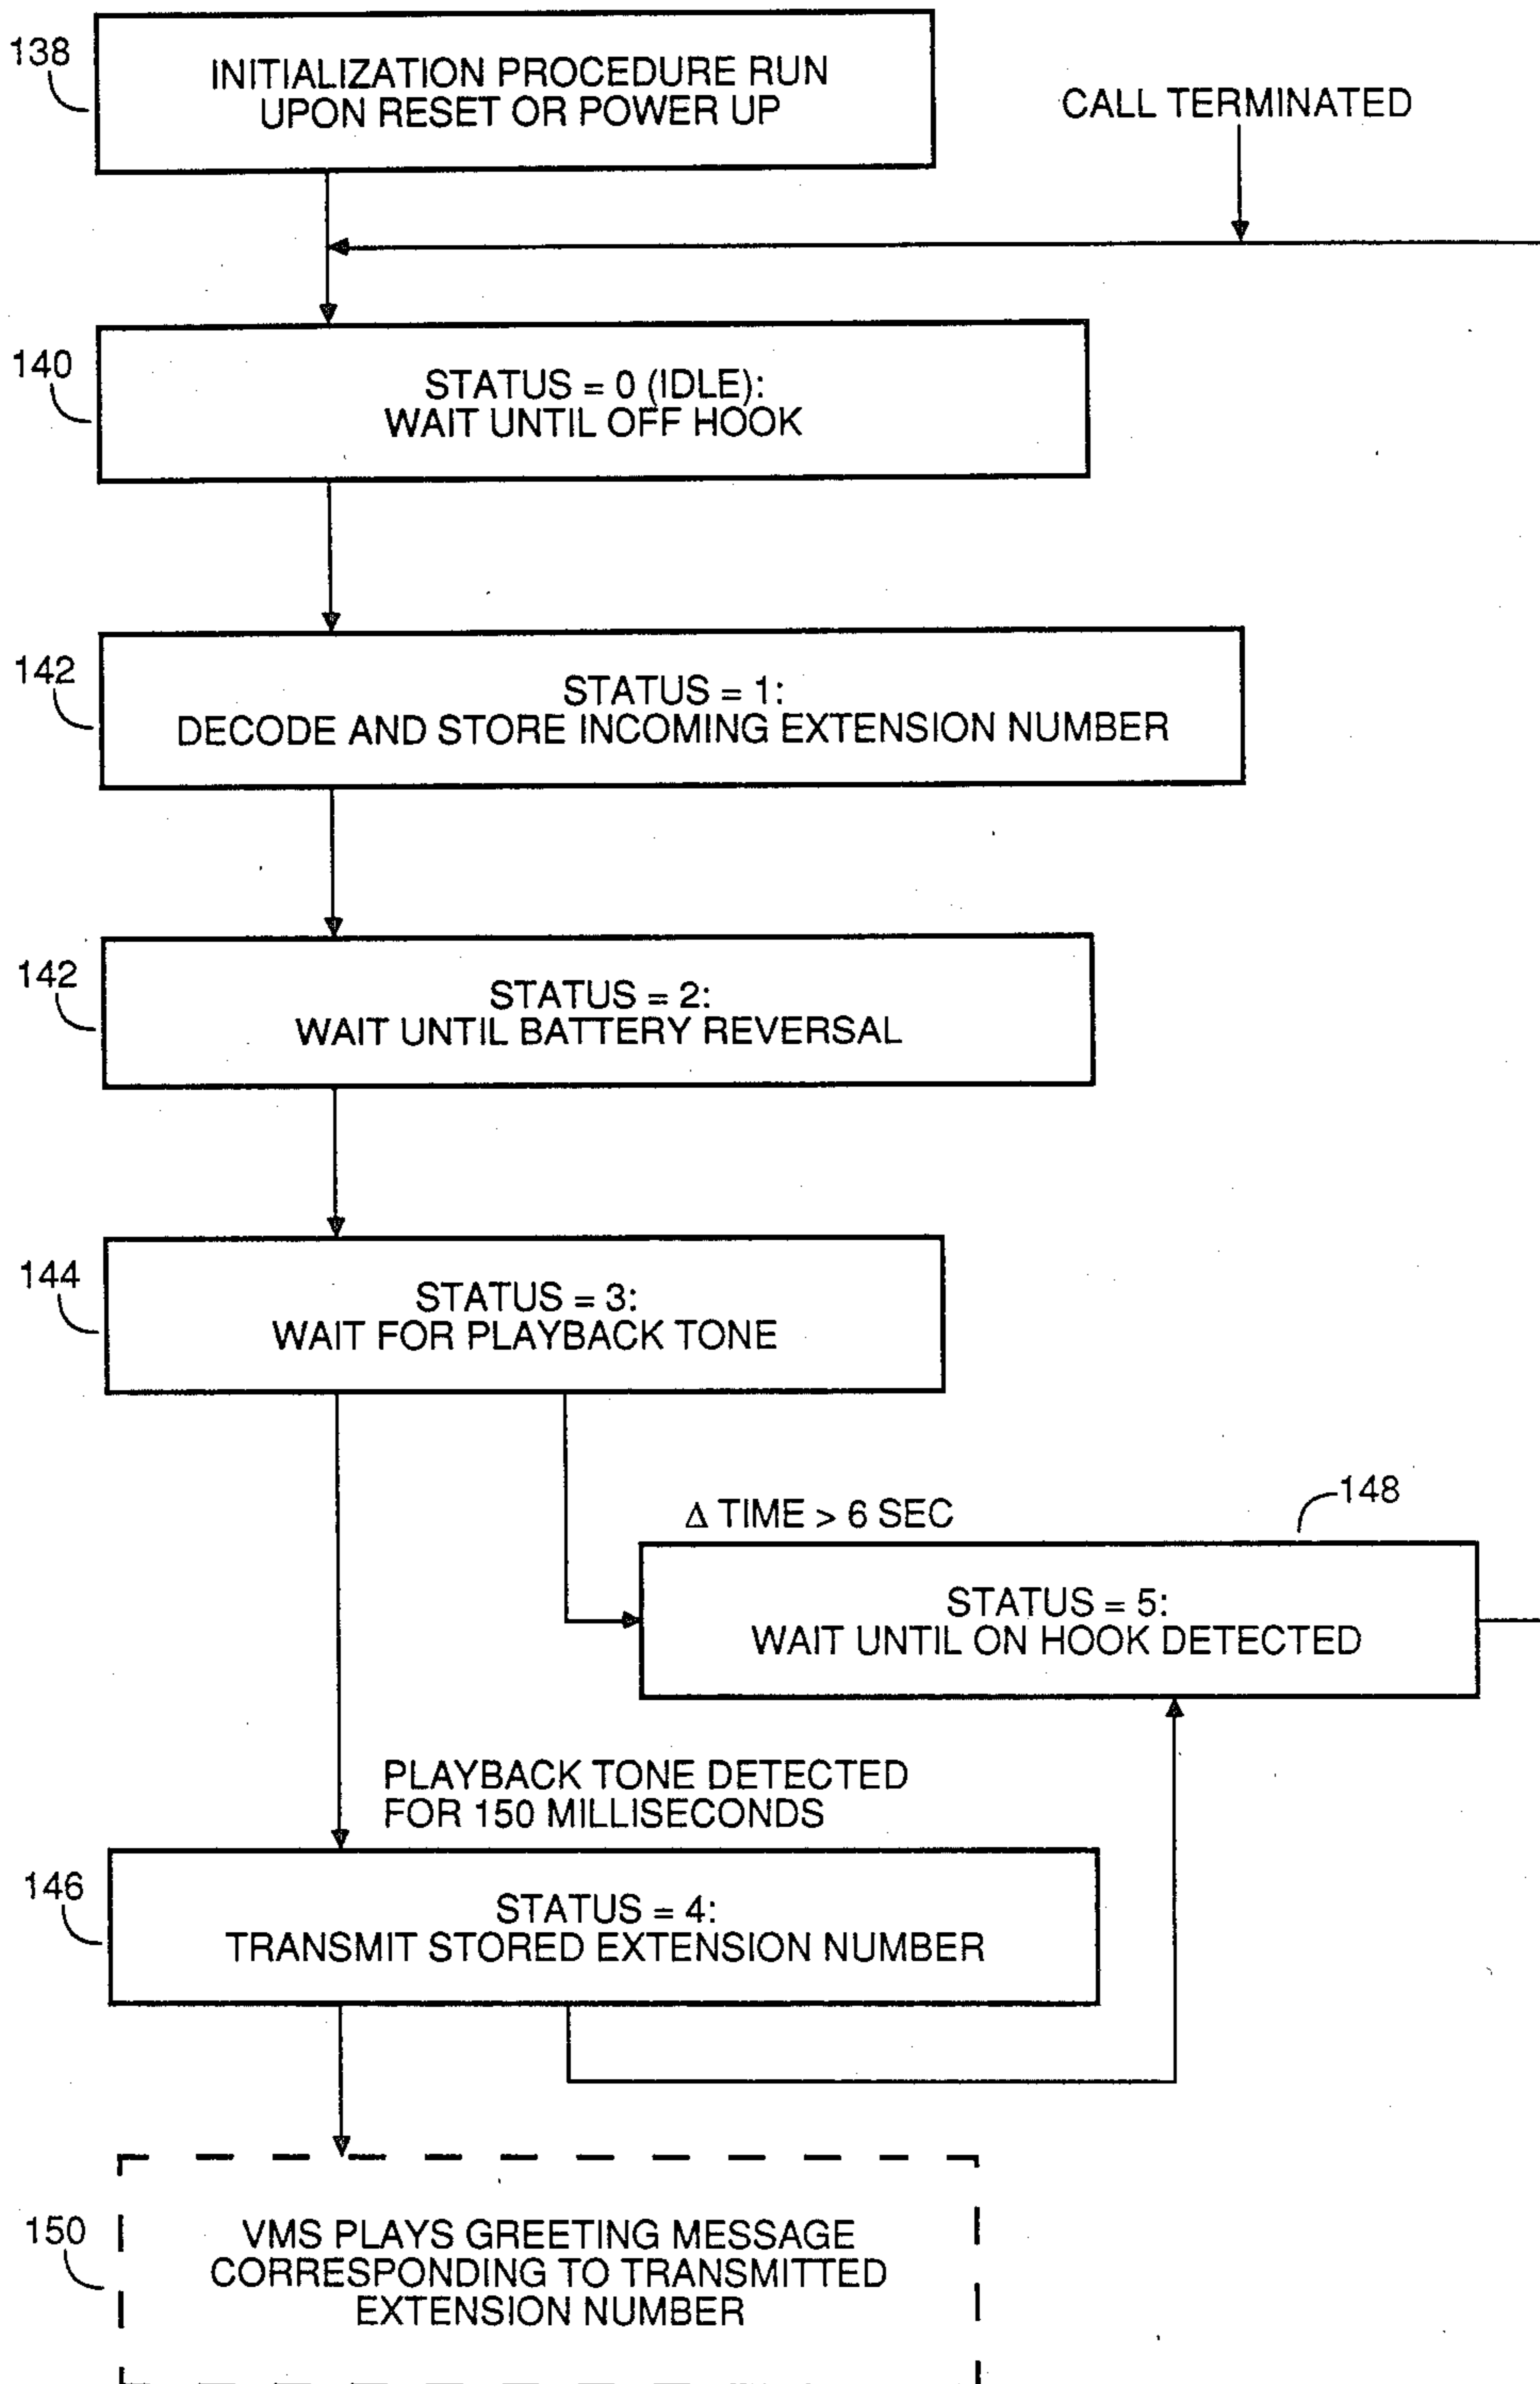 138
INITIALIZATION PROCEDURE RUN
UPON RESET OR POWER UP
CALL TERMINATED
140
STATUS = 0 (IDLE):
WAIT UNTIL OFF HOOK
142
STATUS = 1:
DECODE AND STORE INCOMING EXTENSION NUMBER
142
STATUS = 2:
WAIT UNTIL BATTERY REVERSAL
144
STATUS = 3:
WAIT FOR PLAYBACK TONE
Δ TIME > 6 SEC
148
STATUS = 5:
WAIT UNTIL ON HOOK DETECTED
PLAYBACK TONE DETECTED
FOR 150 MILLISECONDS
146
STATUS = 4:
TRANSMIT STORED EXTENSION NUMBER
150
VMS PLAYS GREETING MESSAGE
CORRESPONDING TO TRANSMITTED
EXTENSION NUMBER